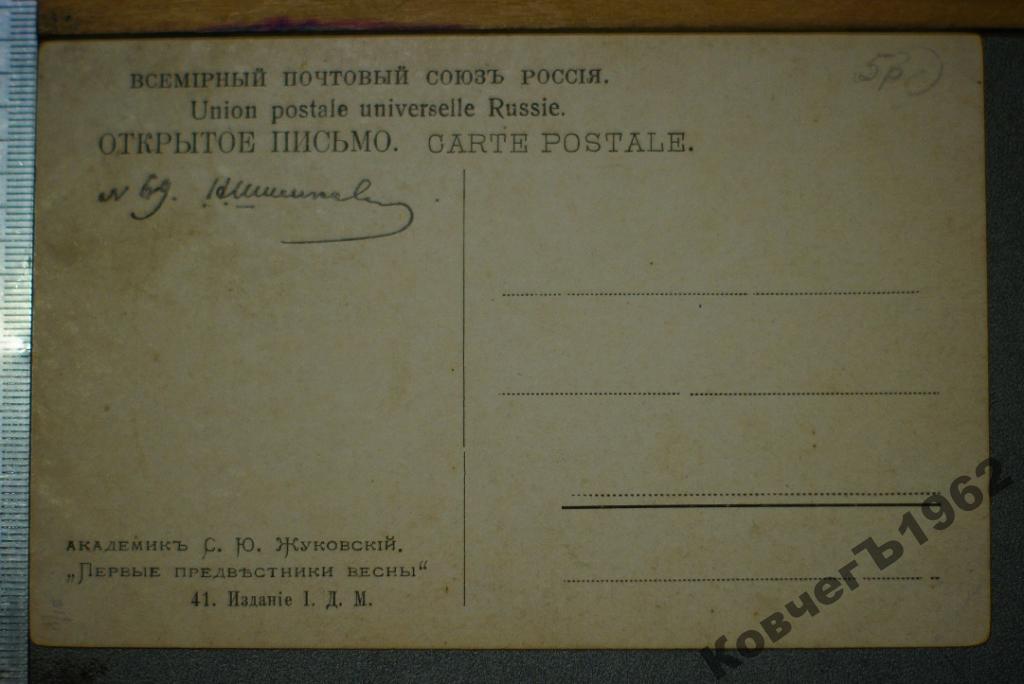 ВСЕМІРНЫЙ ПОЧТОВЫЙ СОЮЗЪ РОССІЯ.
5р
Union postale universelle Russie.
ОТКРЫТОЕ ПИСЬМО. CARTE POSTALE.
N 69.
АКАДЕМИКЪ С. Ю. ЖУКОВСКІЙ.
„ПЕРВЫЕ ПРЕДВѢСТНИКИ ВЕСНЫ“
41. Изданіе І. Д. М.
КовчегЪ1962